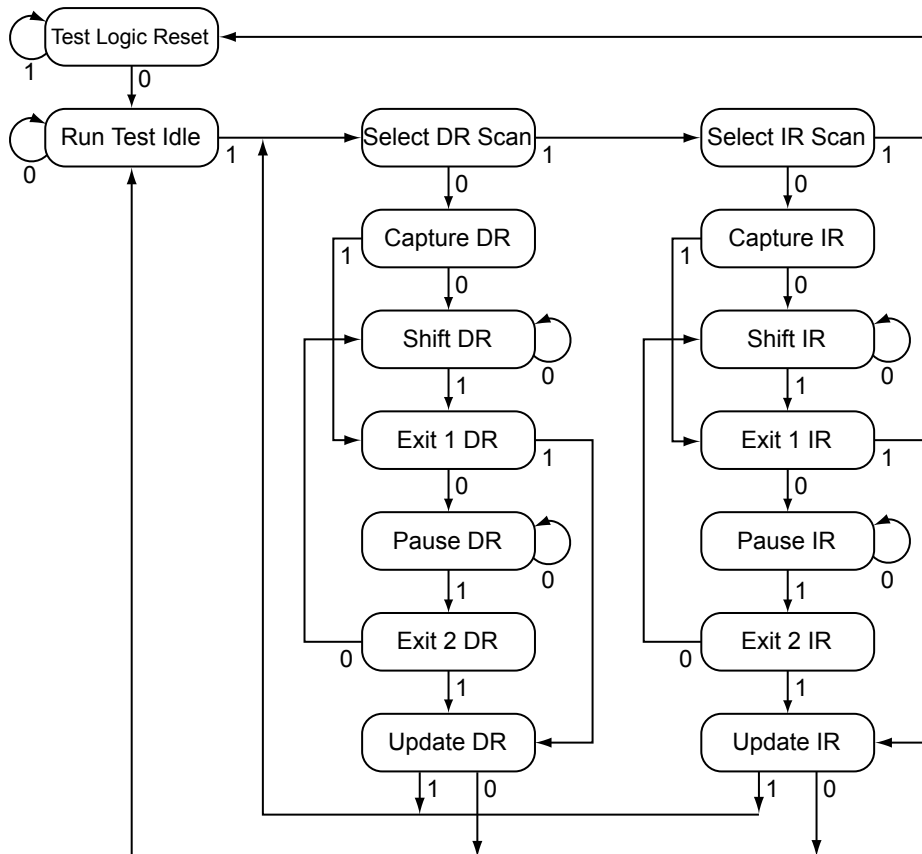 Test Logic Reset
1
0
Run Test Idle
0
1
Select DR Scan
1
Select IR Scan
1
0
0
Capture DR
1
0
Capture IR
1
0
Shift DR
0
1
Shift IR
0
1
Exit 1 DR
1
0
Exit 1 IR
1
0
Pause DR
0
1
Pause IR
0
1
Exit 2 DR
0
1
Exit 2 IR
0
1
Update DR
1
0
Update IR
1
0